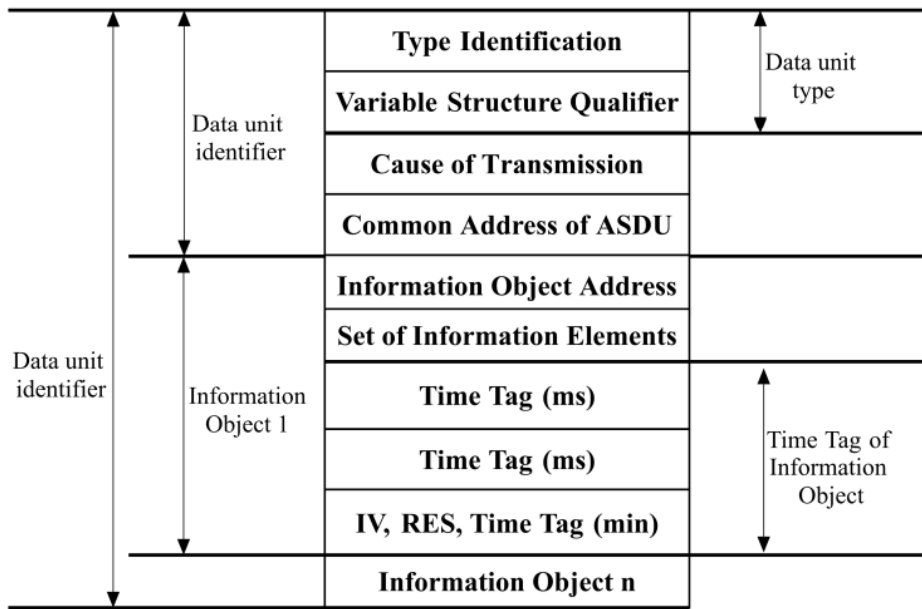 Type Identification
Data unit
type
Variable Structure Qualifier
Data unit
identifier
Cause of Transmission
Common Address of ASDU
Information Object Address
Set of Information Elements
Data unit
identifier
Information
Object 1
Time Tag (ms)
Time Tag (ms)
Time Tag of
Information
Object
IV, RES, Time Tag (min)
Information Object n